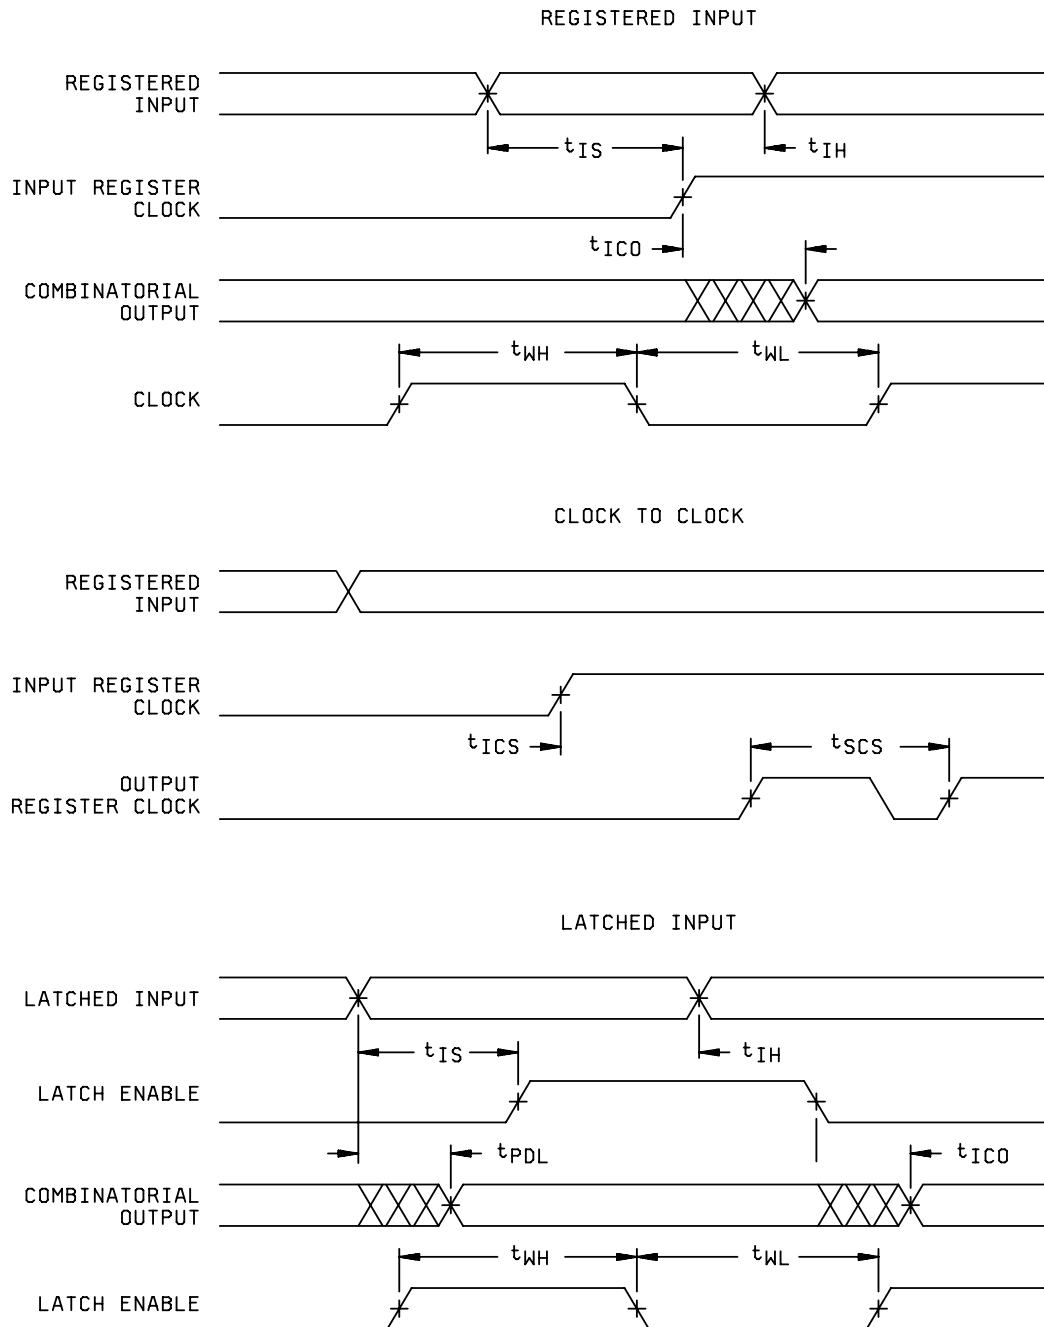 REGISTERED INPUT
REGISTERED
INPUT
tIS
tIH
INPUT REGISTER
CLOCK
tICO
COMBINATORIAL
OUTPUT
tWH
tWL
CLOCK
CLOCK TO CLOCK
REGISTERED
INPUT
INPUT REGISTER
CLOCK
tICS
tSCS
OUTPUT
REGISTER CLOCK
LATCHED INPUT
LATCHED INPUT
tIS
tIH
LATCH ENABLE
tPDL
tICO
COMBINATORIAL
OUTPUT
tWH
tWL
LATCH ENABLE